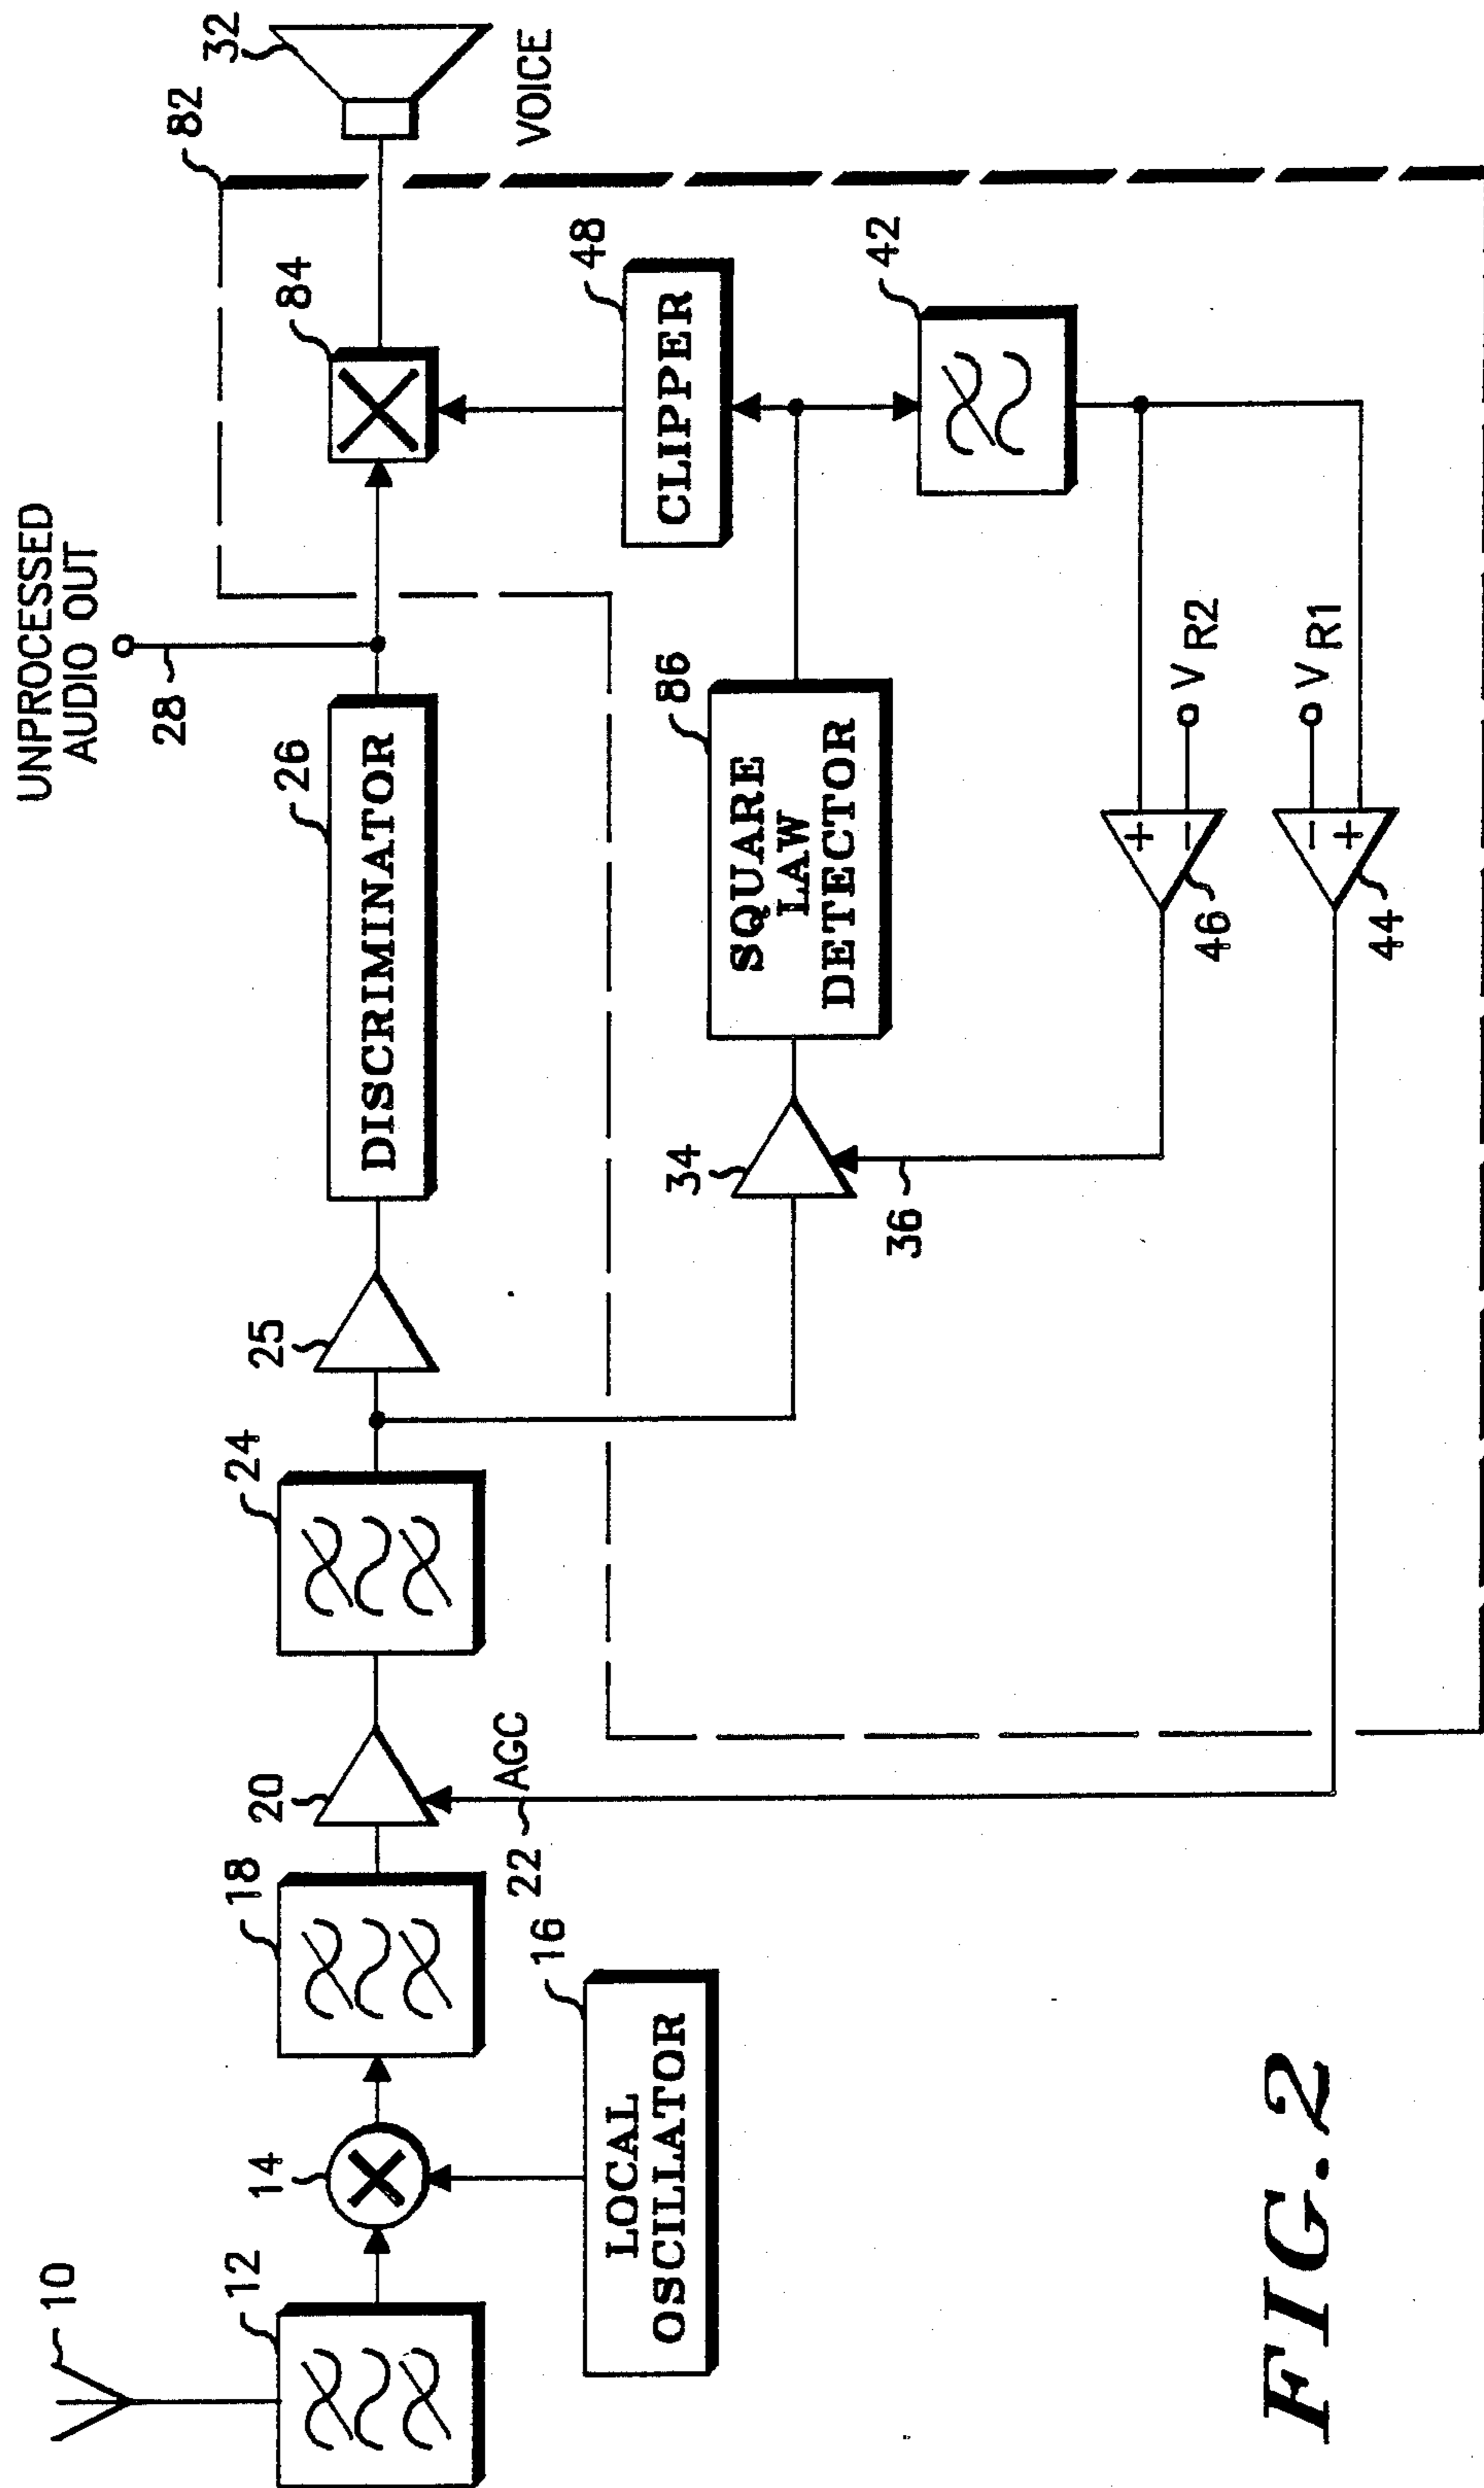 10
12
14
LOCAL
OSCILLATOR
16
18
20
AGC
22
24
25
DISCRIMINATOR
26
UNPROCESSED
AUDIO OUT
28
82
84
32
VOICE
CLIPPER
48
42
SQUARE
LAW
DETECTOR
86
34
36
+
−
V R2
46
−
+
V R1
44
FIG.2